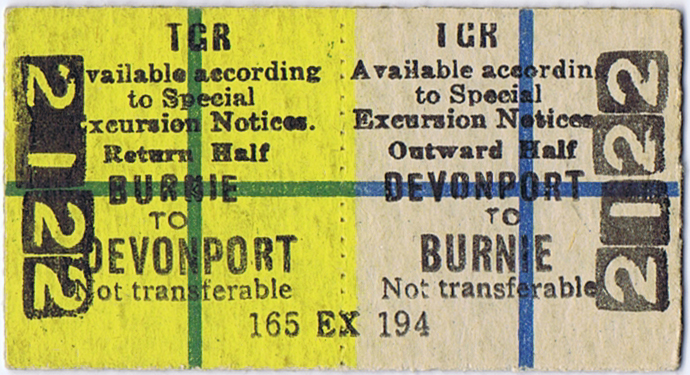 2122
TGR
Available according
to Special
Excursion Notices.
Return Half
BURNIE
TO
DEVONPORT
Not transferable
TGR
Available according
to Special
Excursion Notices
Outward Half
DEVONPORT
TO
BURNIE
Not transferable
2122
165 EX 194